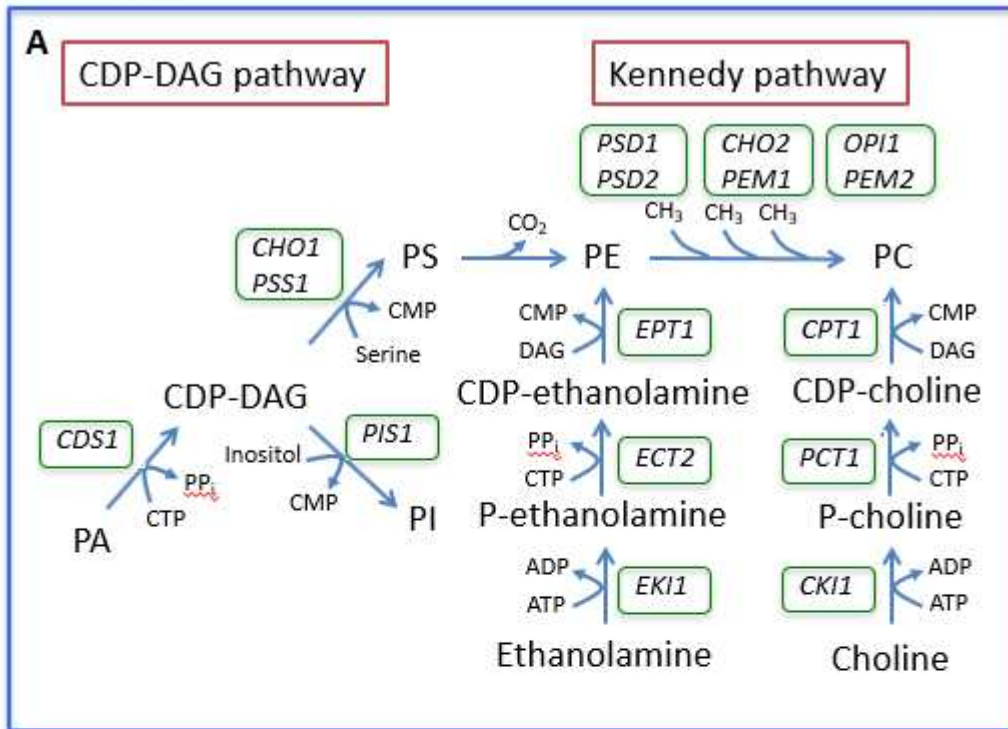 A
CDP-DAG pathway
Kennedy pathway
PSD1
PSD2
CHO2
PEM1
OPI1
PEM2
CH₃
CH₃
CH₃
CHO1
PSS1
PS
CO₂
PE
PC
CMP
Serine
CMP
DAG
EPT1
CPT1
CMP
DAG
CDP-DAG
CDP-ethanolamine
CDP-choline
CDS1
PPᵢ
CTP
PA
Inositol
CMP
PIS1
PI
PPᵢ
CTP
ECT2
PCT1
PPᵢ
CTP
P-ethanolamine
P-choline
ADP
ATP
EKI1
CKI1
ADP
ATP
Ethanolamine
Choline